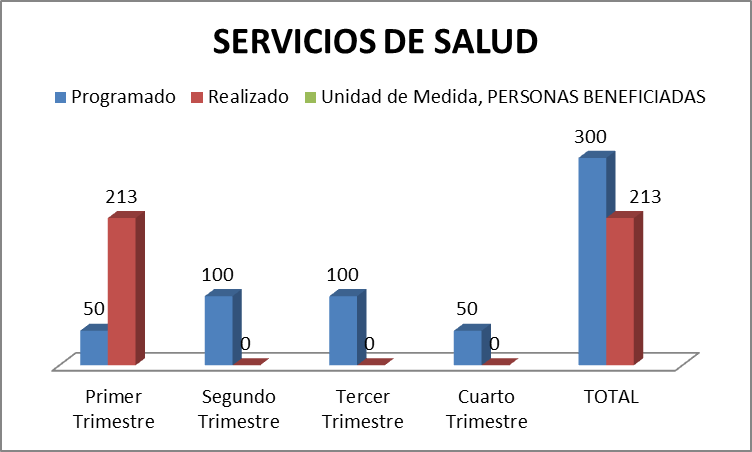 SERVICIOS DE SALUD
Programado Realizado Unidad de Medida, PERSONAS BENEFICIADAS
300
213
213
100
100
50
50
0
0
0
Primer Trimestre
Segundo Trimestre
Tercer Trimestre
Cuarto Trimestre
TOTAL